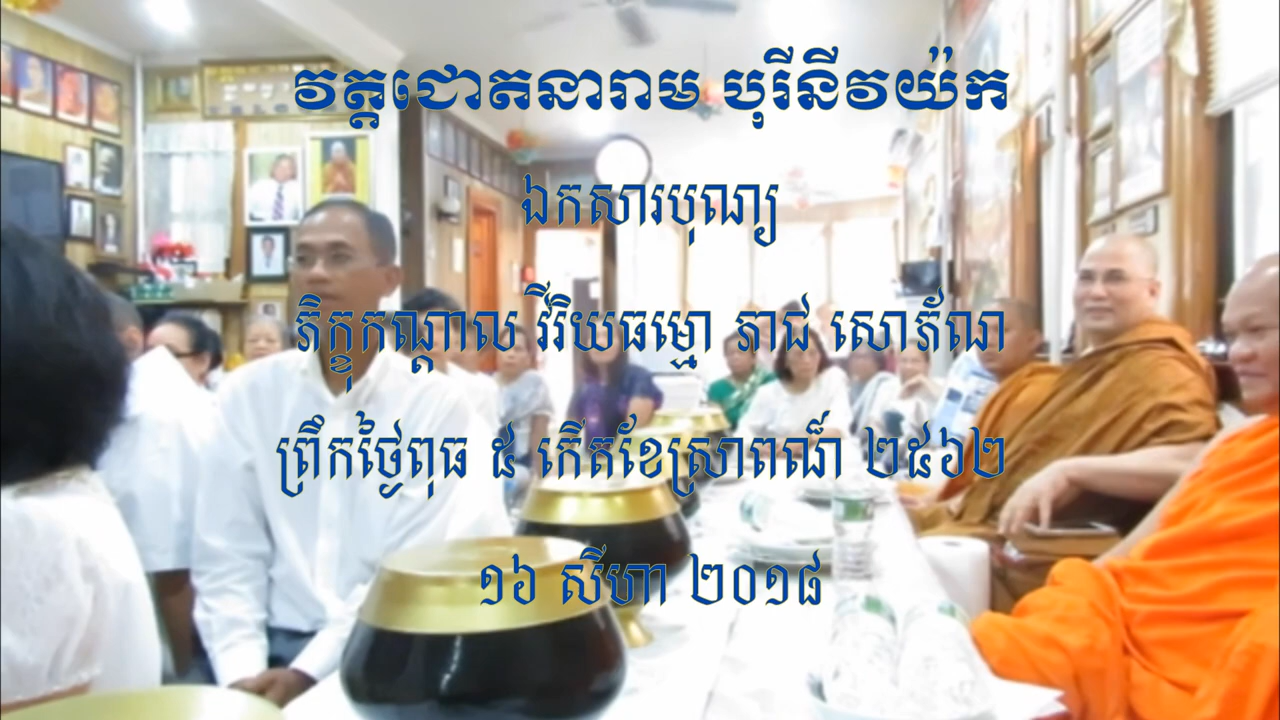 វត្តជោតនារាម បុរីនីវយ៉ក
ឯកសារបុណ្យ
ភិក្ខុកណ្តាល វីរិយធម្មោ ភាជ សោភ័ណ
ព្រឹកថ្ងៃពុធ ៥ កើតខែស្រាពណ៍ ២៥៦២
១៦ សីហា ២០១៨